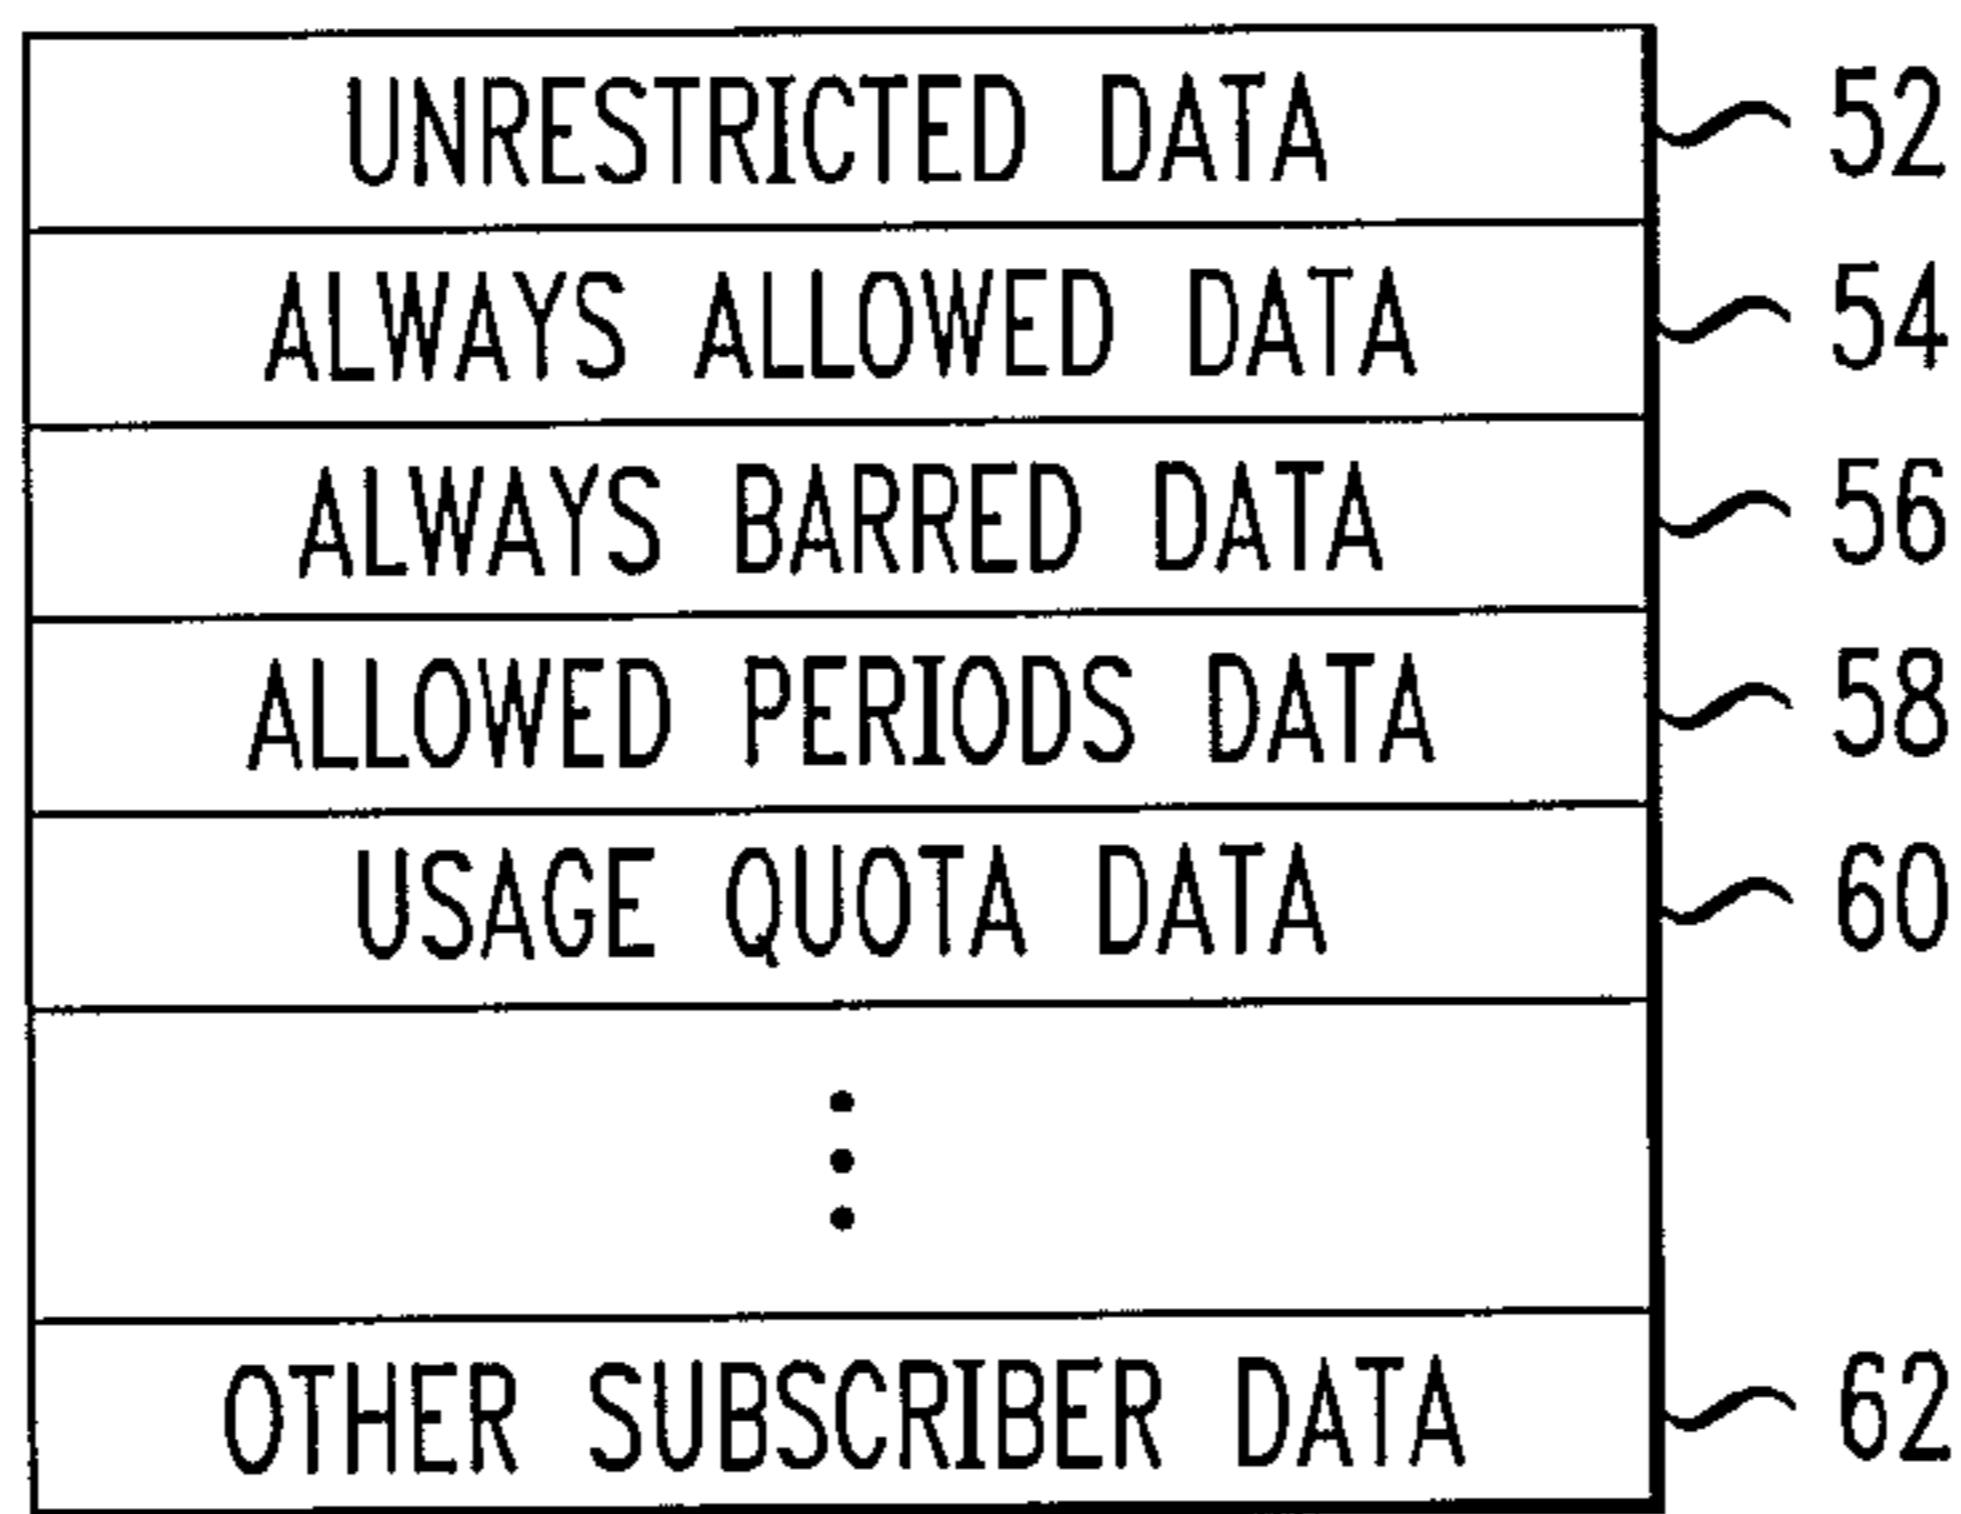 UNRESTRICTED DATA 52
ALWAYS ALLOWED DATA 54
ALWAYS BARRED DATA 56
ALLOWED PERIODS DATA 58
USAGE QUOTA DATA 60
OTHER SUBSCRIBER DATA 62